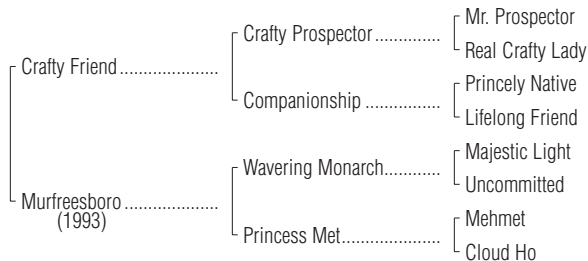 Mr. Prospector
Crafty Prospector ..............
Real Crafty Lady
Crafty Friend .....................
Princely Native
Companionship ................
Lifelong Friend
Majestic Light
Wavering Monarch............
Uncommitted
Murfreesboro ....................
(1993)
Mehmet
Princess Met.....................
Cloud Ho